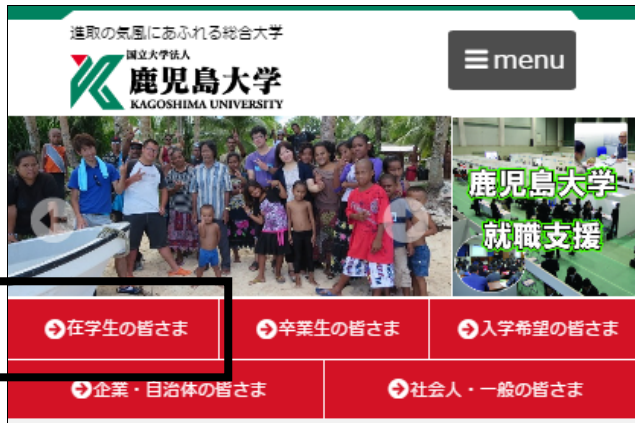 進取の気風にあふれる総合大学
国立大学法人
鹿児島大学
KAGOSHIMA UNIVERSITY
menu
鹿児島大学
就職支援
在学生の皆さま
卒業生の皆さま
入学希望の皆さま
企業・自治体の皆さま
社会人・一般の皆さま